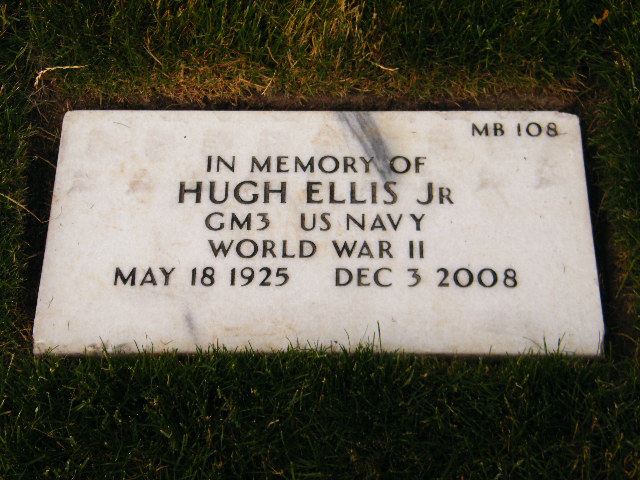 MB 108
IN MEMORY OF
HUGH ELLIS JR
GM3 US NAVY
WORLD WAR II
MAY 18 1925 DEC 3 2008